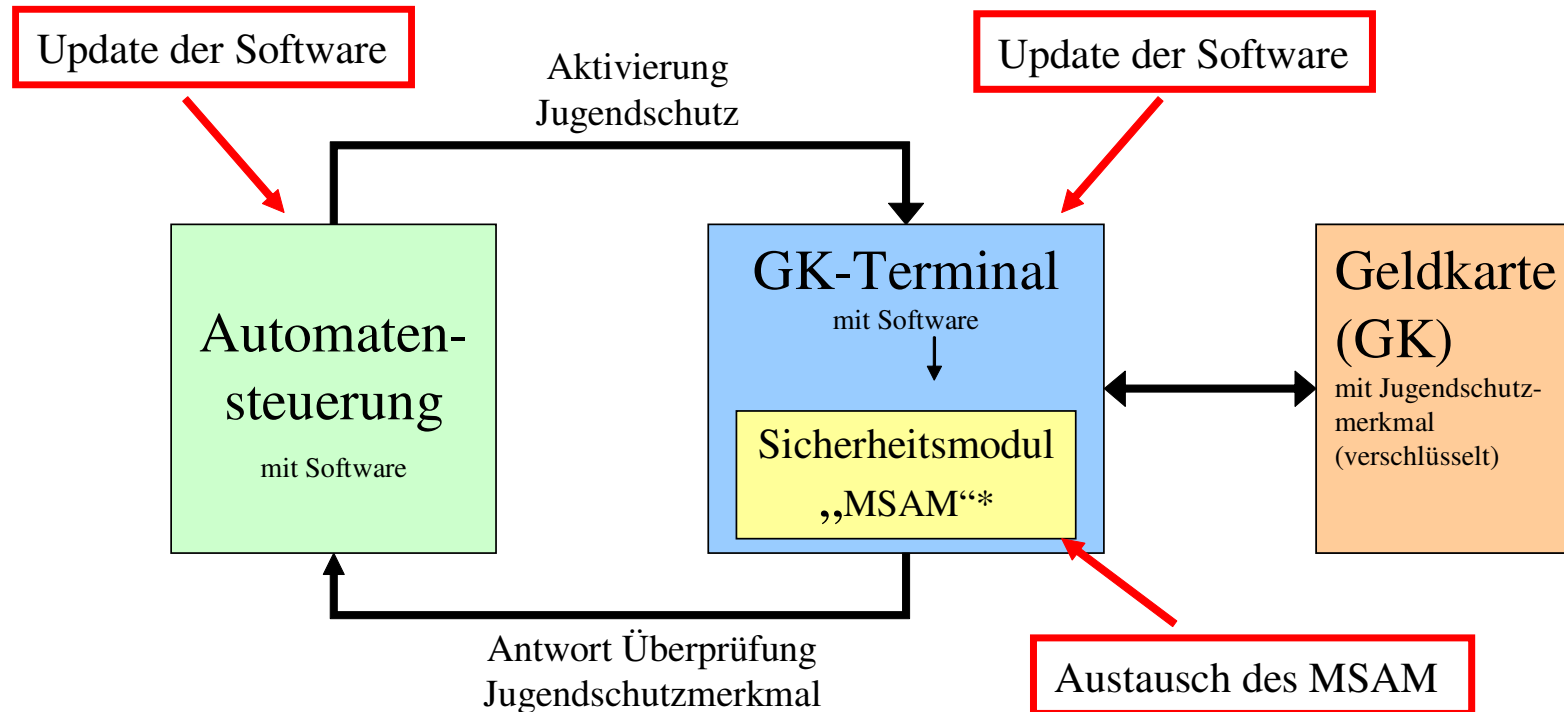 Update der Software
Update der Software
Aktivierung
Jugendschutz
Automaten-
steuerung
mit Software
GK-Terminal
mit Software
Sicherheitsmodul
„MSAM“*
Geldkarte
(GK)
mit Jugendschutz-
merkmal
(verschlüsselt)
Antwort Überprüfung
Jugendschutzmerkmal
Austausch des MSAM